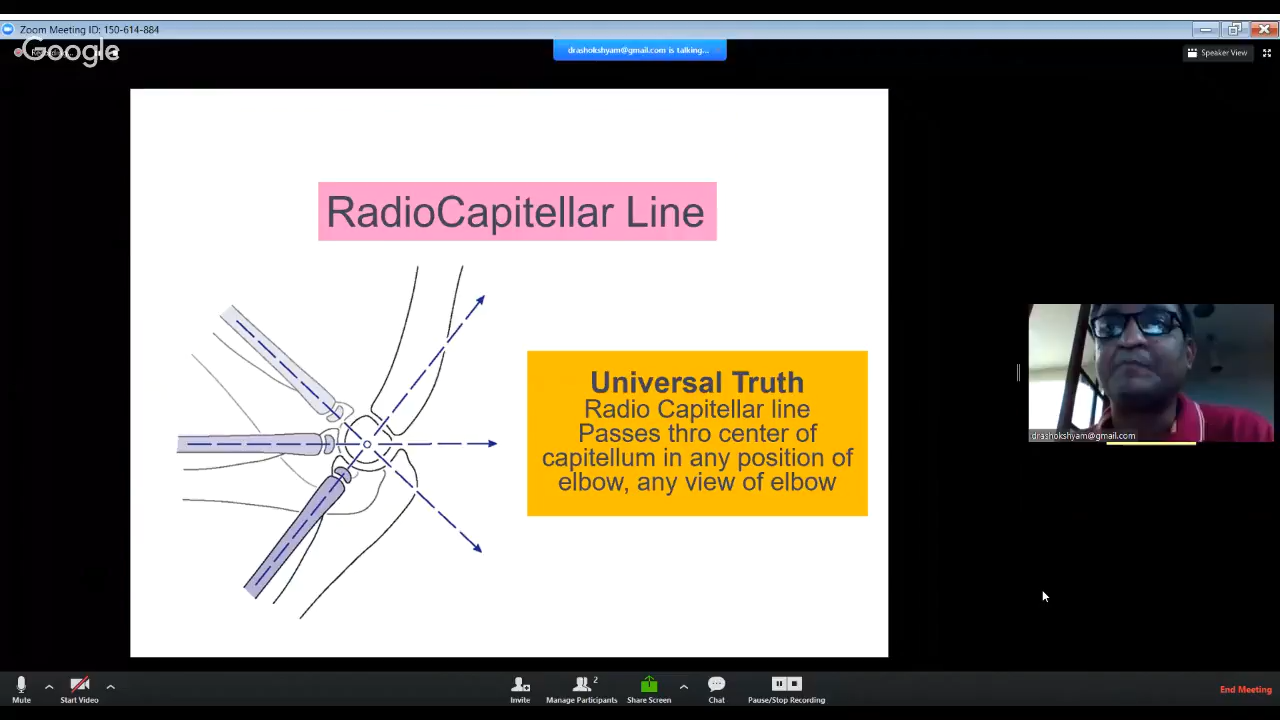 Zoom Meeting ID: 150-614-884
Google
drashokshyam@gmail.com is talking...
Speaker View
RadioCapitellar Line
Universal Truth
Radio Capitellar line
Passes thro center of
capitellum in any position of
elbow, any view of elbow
drashokshyam@gmail.com
Mute
Start Video
Invite
2
Manage Participants
Share Screen
Chat
Pause/Stop Recording
End Meeting